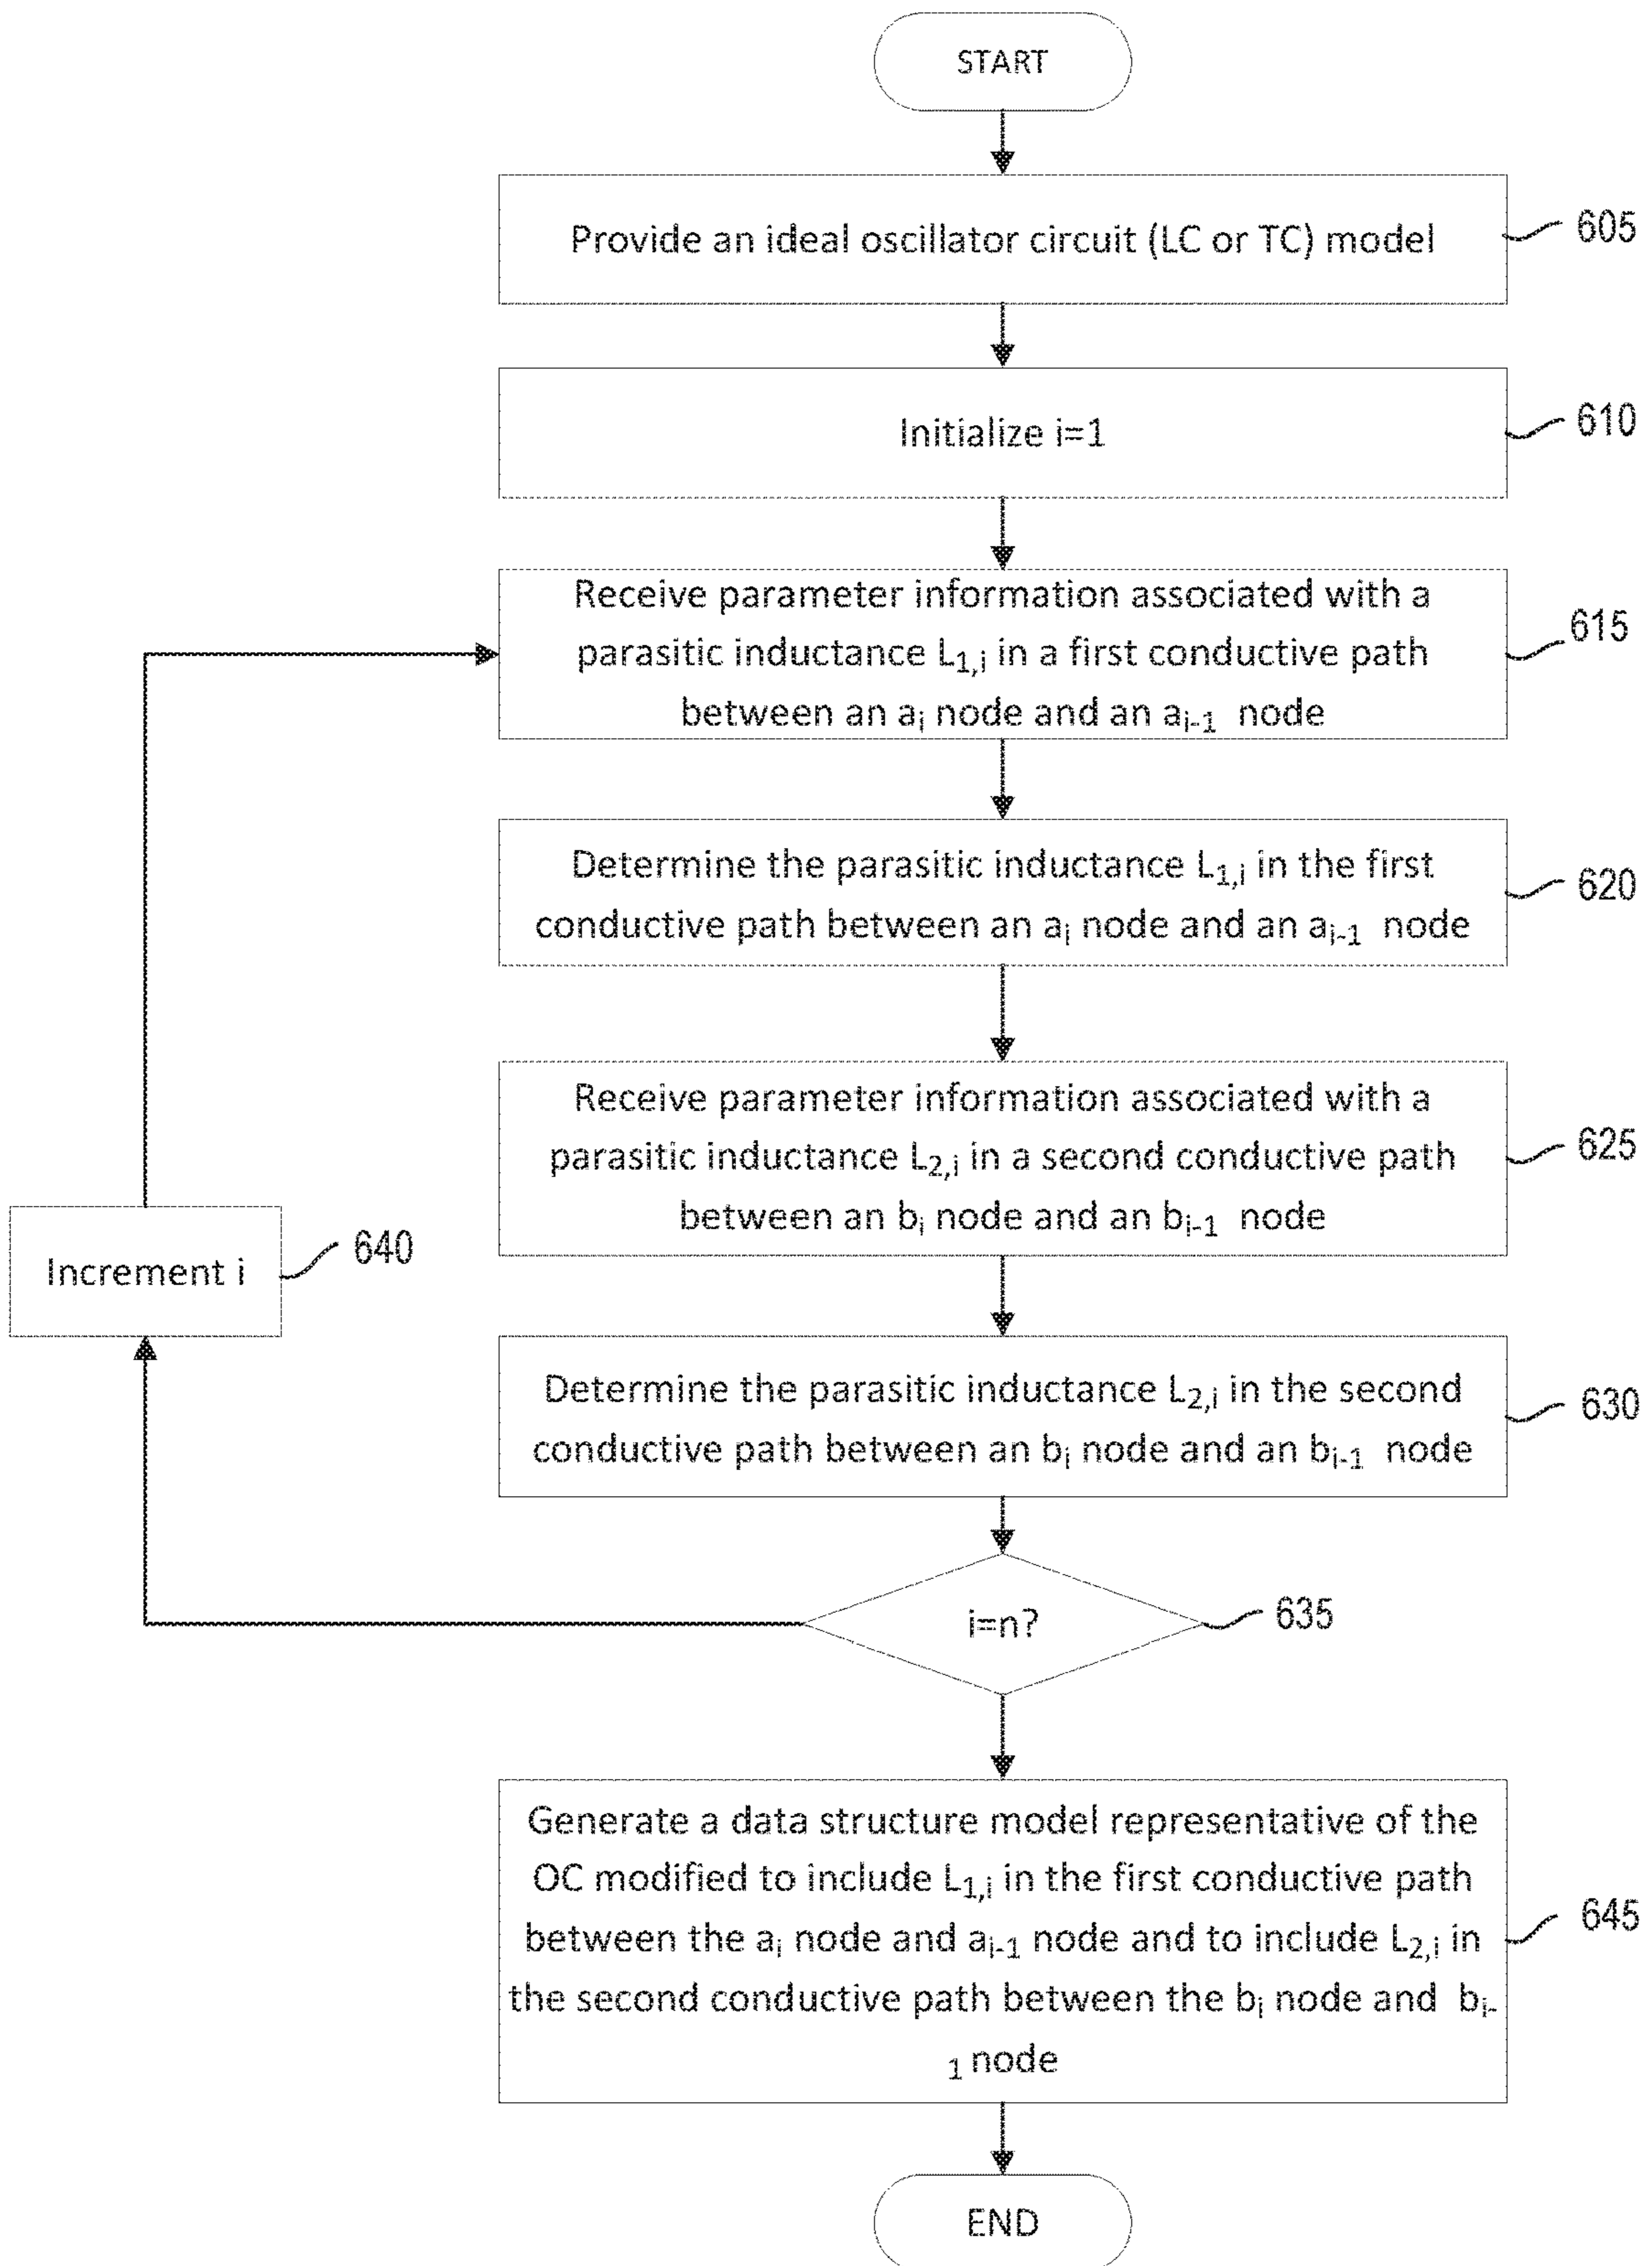 START
Provide an ideal oscillator circuit (LC or TC) model
605
Initialize i=1
610
Receive parameter information associated with a
parasitic inductance L1,i in a first conductive path
between an ai node and an ai-1 node
615
Determine the parasitic inductance L1,i in the first
conductive path between an ai node and an ai-1 node
620
Receive parameter information associated with a
parasitic inductance L2,i in a second conductive path
between an bi node and an bi-1 node
625
Increment i
640
Determine the parasitic inductance L2,i in the second
conductive path between an bi node and an bi-1 node
630
i=n?
635
Generate a data structure model representative of the
OC modified to include L1,i in the first conductive path
between the ai node and ai-1 node and to include L2,i in
the second conductive path between the bi node and bi-
1 node
645
END